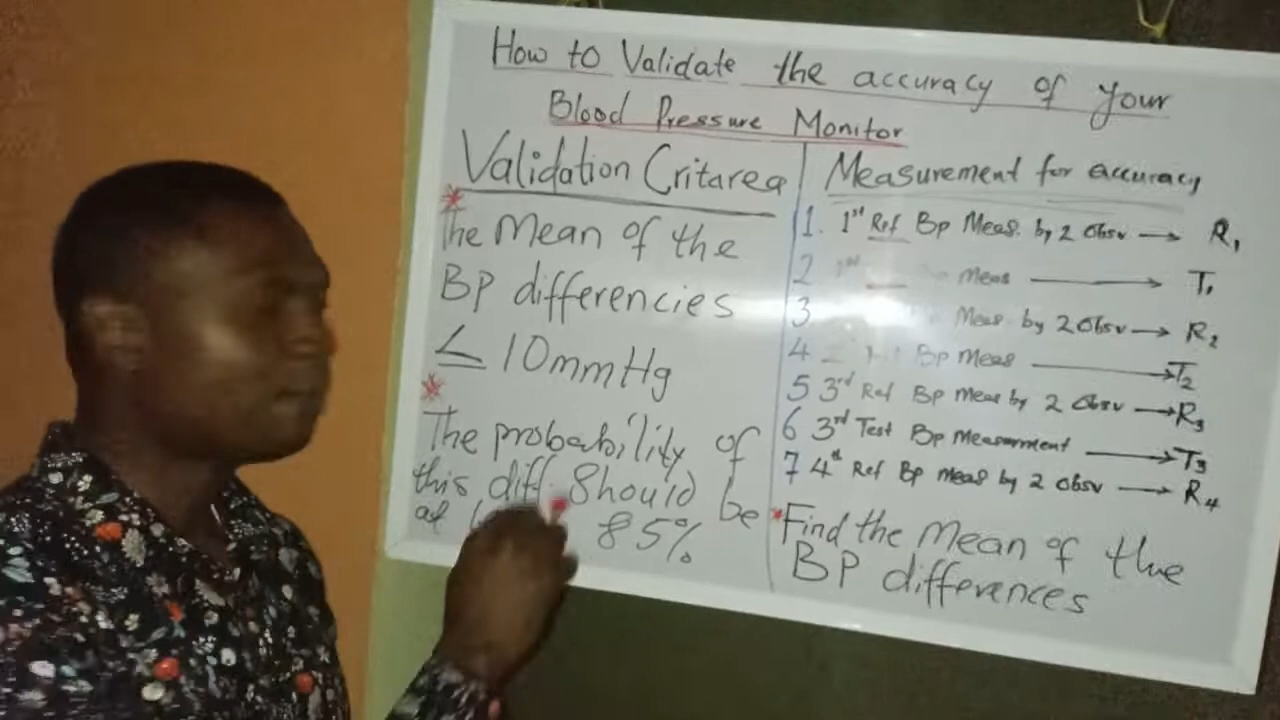 How to Validate the accuracy of your
Blood Pressure Monitor
Validation Critarea
* The Mean of the
BP differencies
≤ 10mmHg
* The probability of
this diff. Should be
at 85%
Measurement for accuracy
1. 1st Ref Bp Meas. by 2 Obsv → R1
2 1st Meas → T1
3 Meas. by 2 Obsv → R2
4 Bp Meas → T2
5 3rd Ref Bp Meas by 2 Obsv → R3
6 3rd Test Bp Measurment → T3
7 4th Ref Bp meas by 2 Obsv → R4
* Find the Mean of the
BP differences